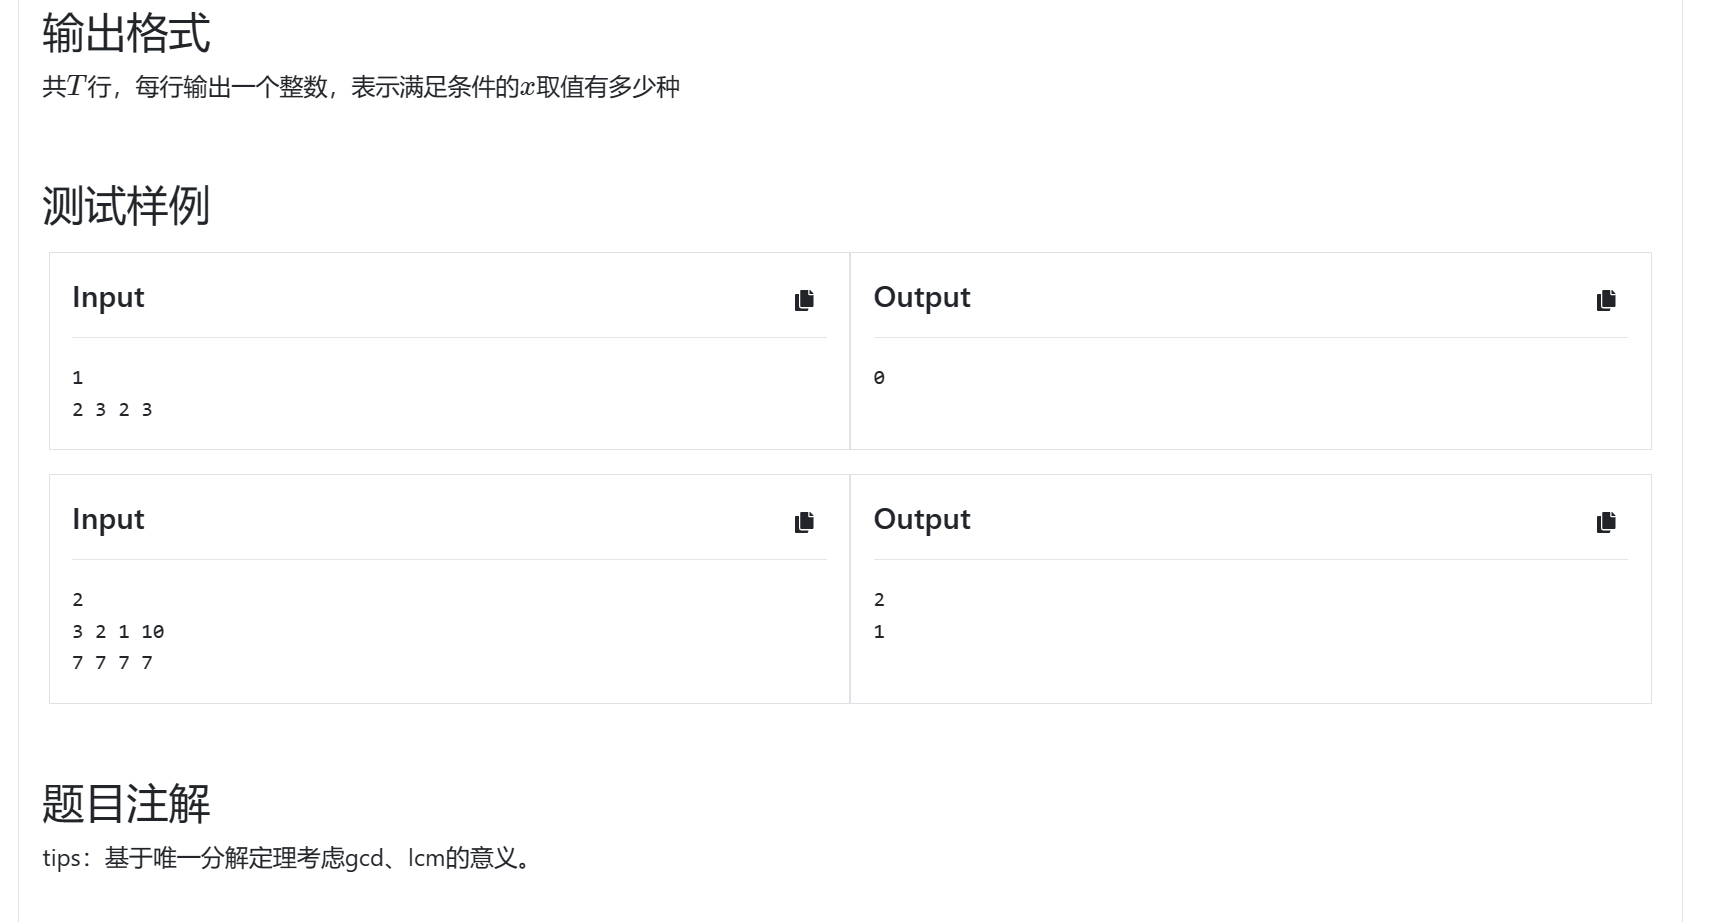 输出格式
共T行，每行输出一个整数，表示满足条件的x取值有多少种
测试样例
Input
Output
1
2 3 2 3
0
Input
Output
2
3 2 1 10
7 7 7 7
2
1
题目注解
tips：基于唯一分解定理考虑gcd、lcm的意义。